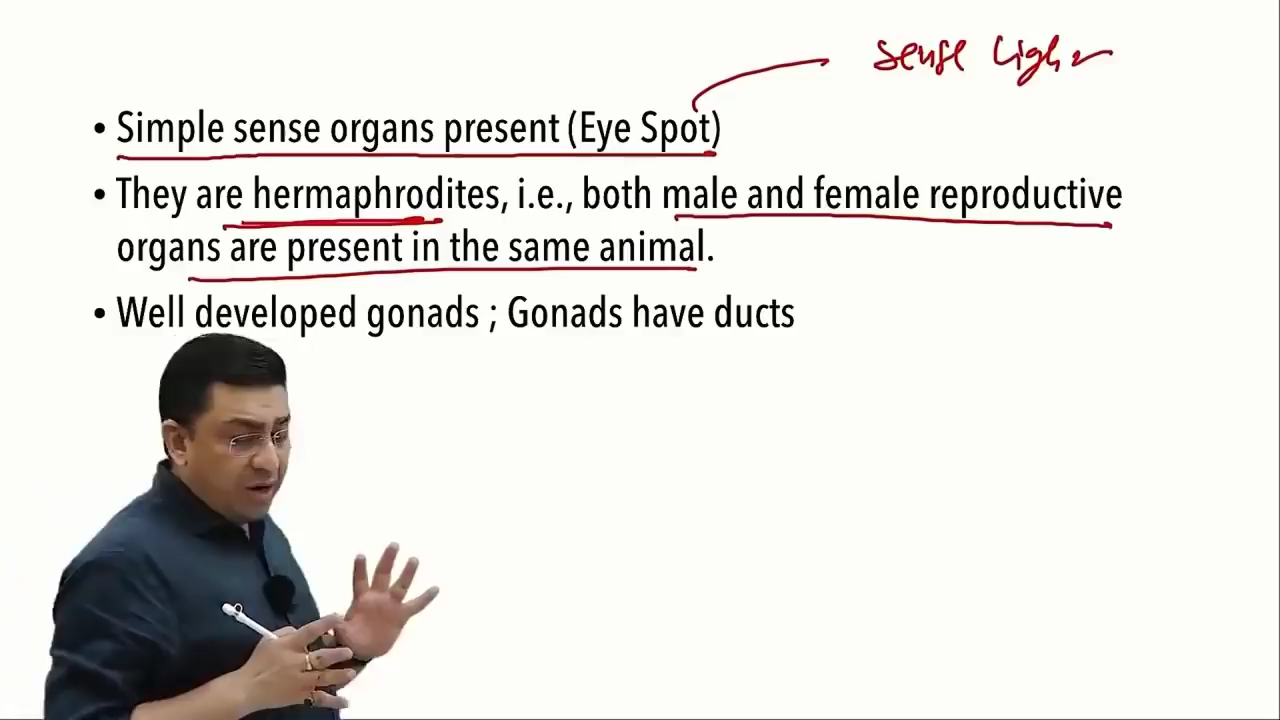 sense light
• Simple sense organs present (Eye Spot)
• They are hermaphrodites, i.e., both male and female reproductive
organs are present in the same animal.
• Well developed gonads ; Gonads have ducts